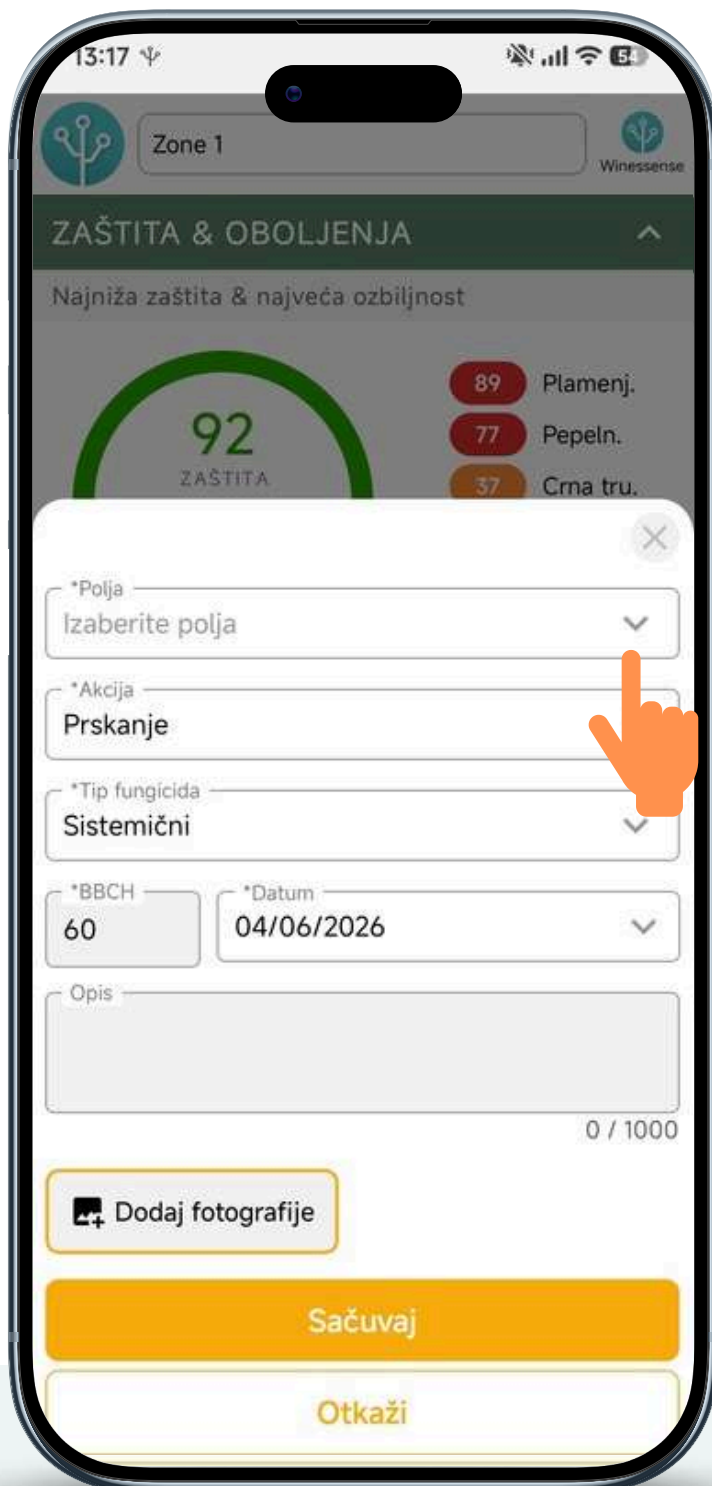 13:17
54
Zone 1
Winessense
ZAŠTITA & OBOLJENJA
Najniža zaštita & najveća ozbiljnost
92
ZAŠTITA
89 Plamenj.
77 Pepeln.
37 Crna tru.
*Polja
Izaberite polja
*Akcija
Prskanje
*Tip fungicida
Sistemični
*BBCH
60
*Datum
04/06/2026
Opis
0 / 1000
Dodaj fotografije
Sačuvaj
Otkaži